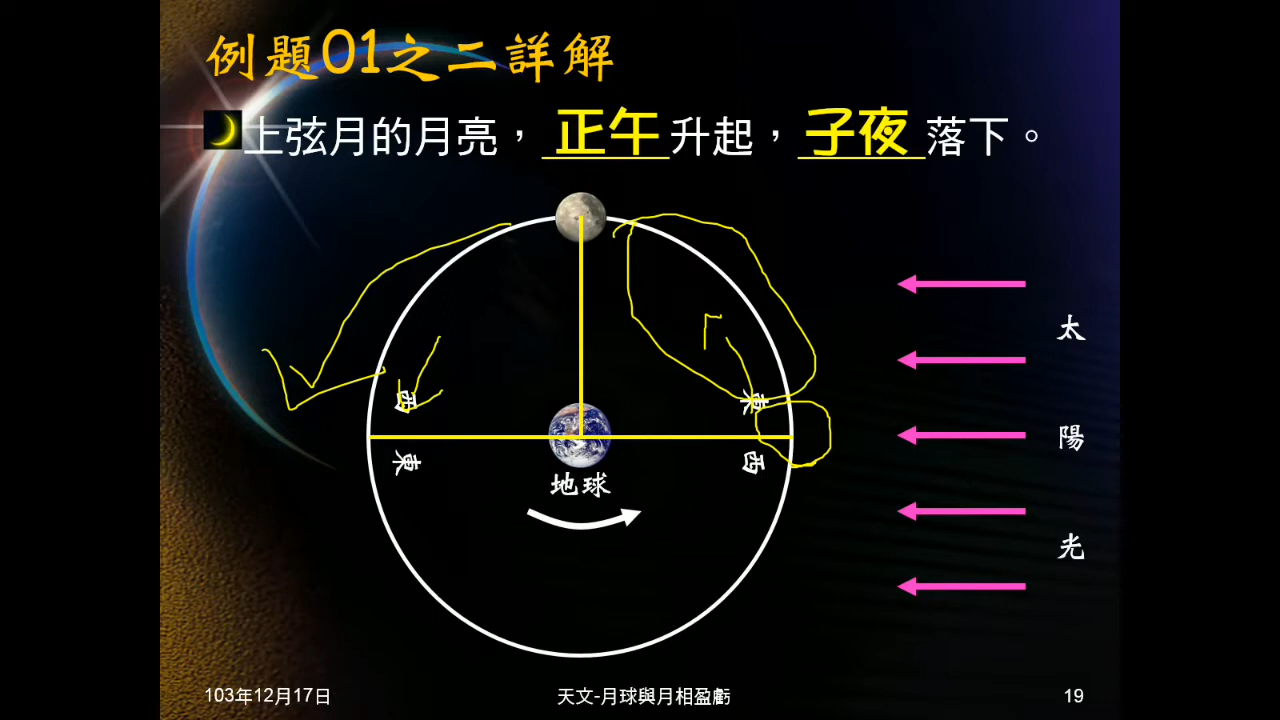 例題01之二詳解
上弦月的月亮，正午升起，子夜落下。
太
西 東
陽
東 西
地球
光
103年12月17日 天文-月球與月相盈虧 19